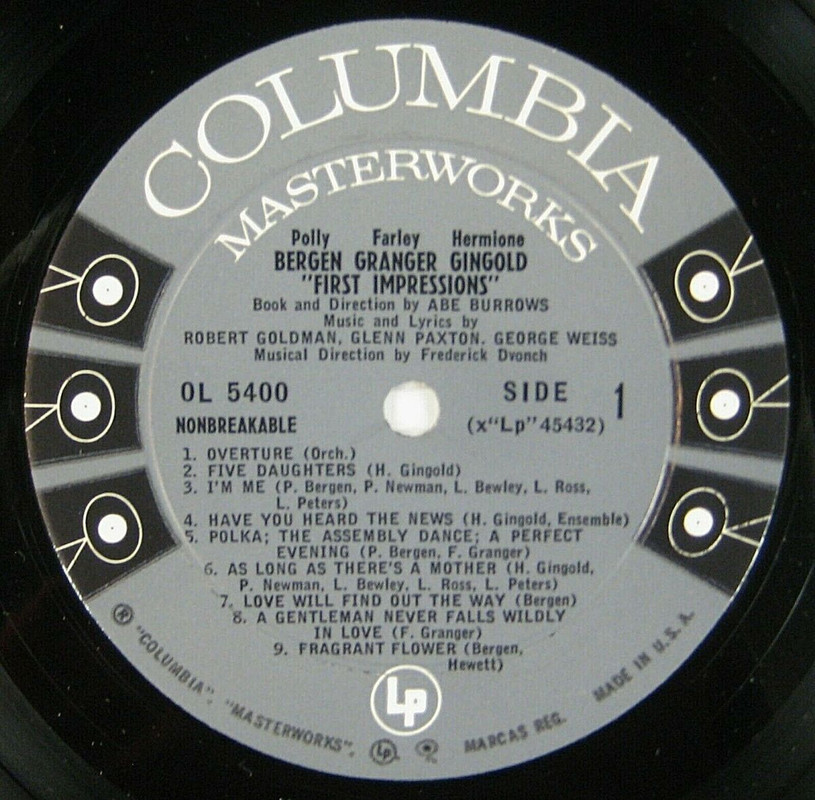 COLUMBIA
MASTERWORKS
Polly Farley Hermione
BERGEN GRANGER GINGOLD
"FIRST IMPRESSIONS"
Book and Direction by ABE BURROWS
Music and Lyrics by
ROBERT GOLDMAN, GLENN PAXTON. GEORGE WEISS
Musical Direction by Frederick Dvonch
OL 5400 SIDE 1
NONBREAKABLE (x"Lp"45432)
1. OVERTURE (Orch.)
2. FIVE DAUGHTERS (H. Gingold)
3. I'M ME (P. Bergen, P. Newman, L. Bewley, L. Ross,
L. Peters)
4. HAVE YOU HEARD THE NEWS (H. Gingold, Ensemble)
5. POLKA; THE ASSEMBLY DANCE; A PERFECT
EVENING (P. Bergen, F. Granger)
6. AS LONG AS THERE'S A MOTHER (H. Gingold,
P. Newman, L. Bewley, L. Ross, L. Peters)
7. LOVE WILL FIND OUT THE WAY (Bergen)
8. A GENTLEMAN NEVER FALLS WILDLY
IN LOVE (F. Granger)
9. FRAGRANT FLOWER (Bergen,
Hewett)
Lp
® "COLUMBIA", "MASTERWORKS", Lp MARCAS REG. MADE IN U.S.A.